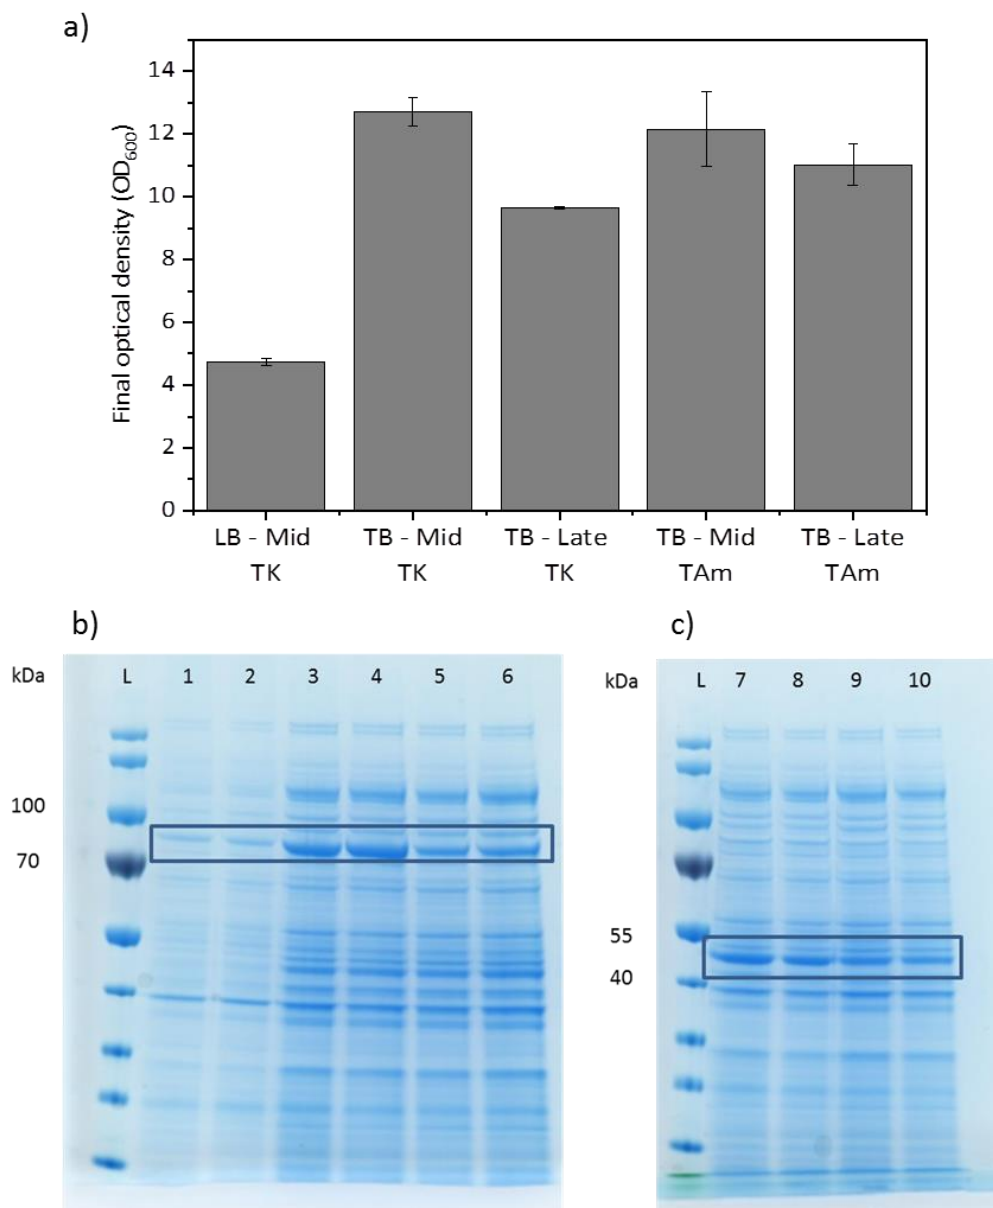 a)
Final optical density (OD600)
14
12
10
8
6
4
2
0
LB - Mid TB - Mid TB - Late TB - Mid TB - Late
TK TK TK TAm TAm
b)
kDa L 1 2 3 4 5 6
100
70
c)
kDa L 7 8 9 10
55
40